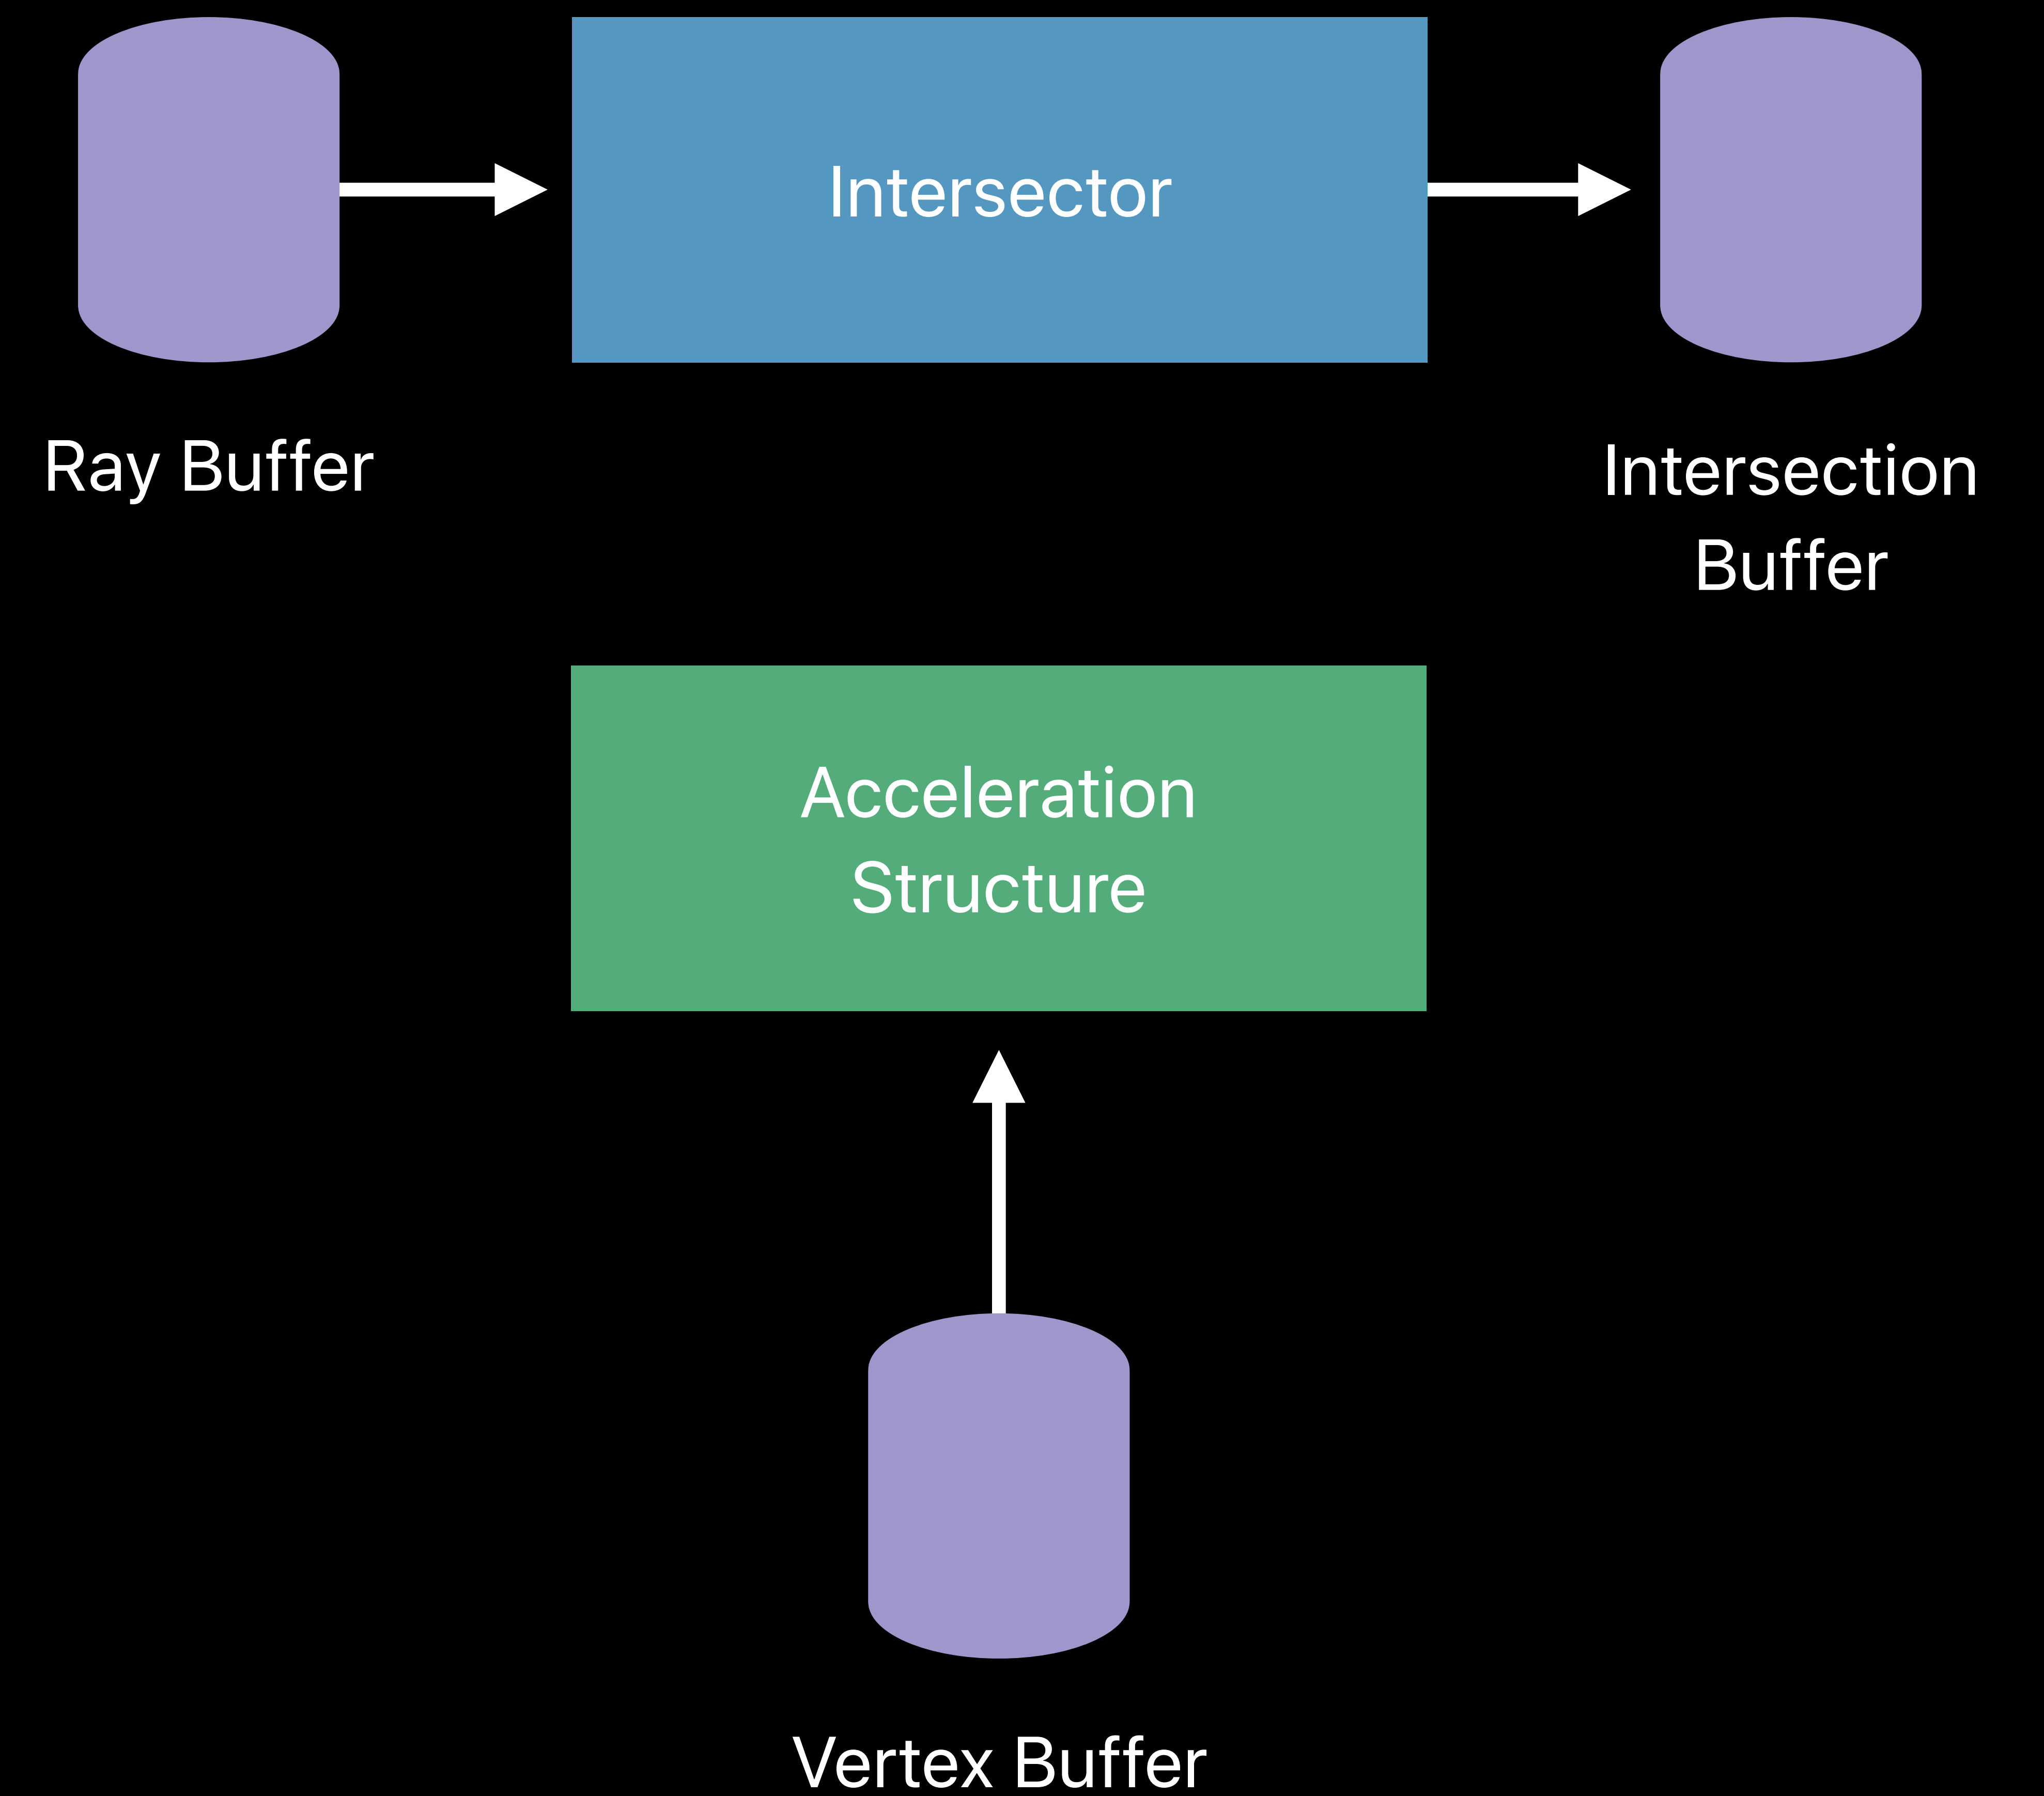 Intersector
Ray Buffer
Intersection
Buffer
Acceleration
Structure
Vertex Buffer